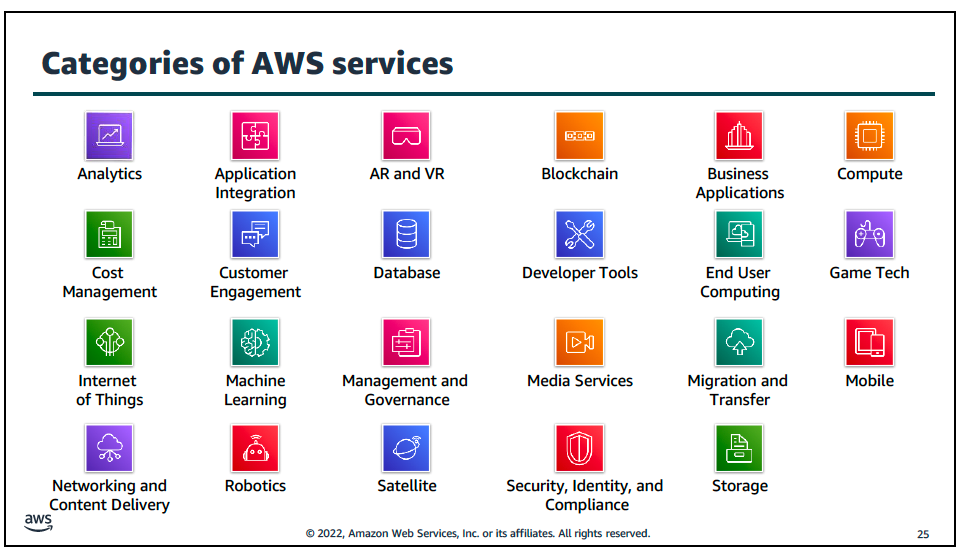 Categories of AWS services
Analytics
Application
Integration
AR and VR
Blockchain
Business
Applications
Compute
Cost
Management
Customer
Engagement
Database
Developer Tools
End User
Computing
Game Tech
Internet
of Things
Machine
Learning
Management and
Governance
Media Services
Migration and
Transfer
Mobile
Networking and
Content Delivery
Robotics
Satellite
Security, Identity, and
Compliance
Storage
aws
© 2022, Amazon Web Services, Inc. or its affiliates. All rights reserved.
25